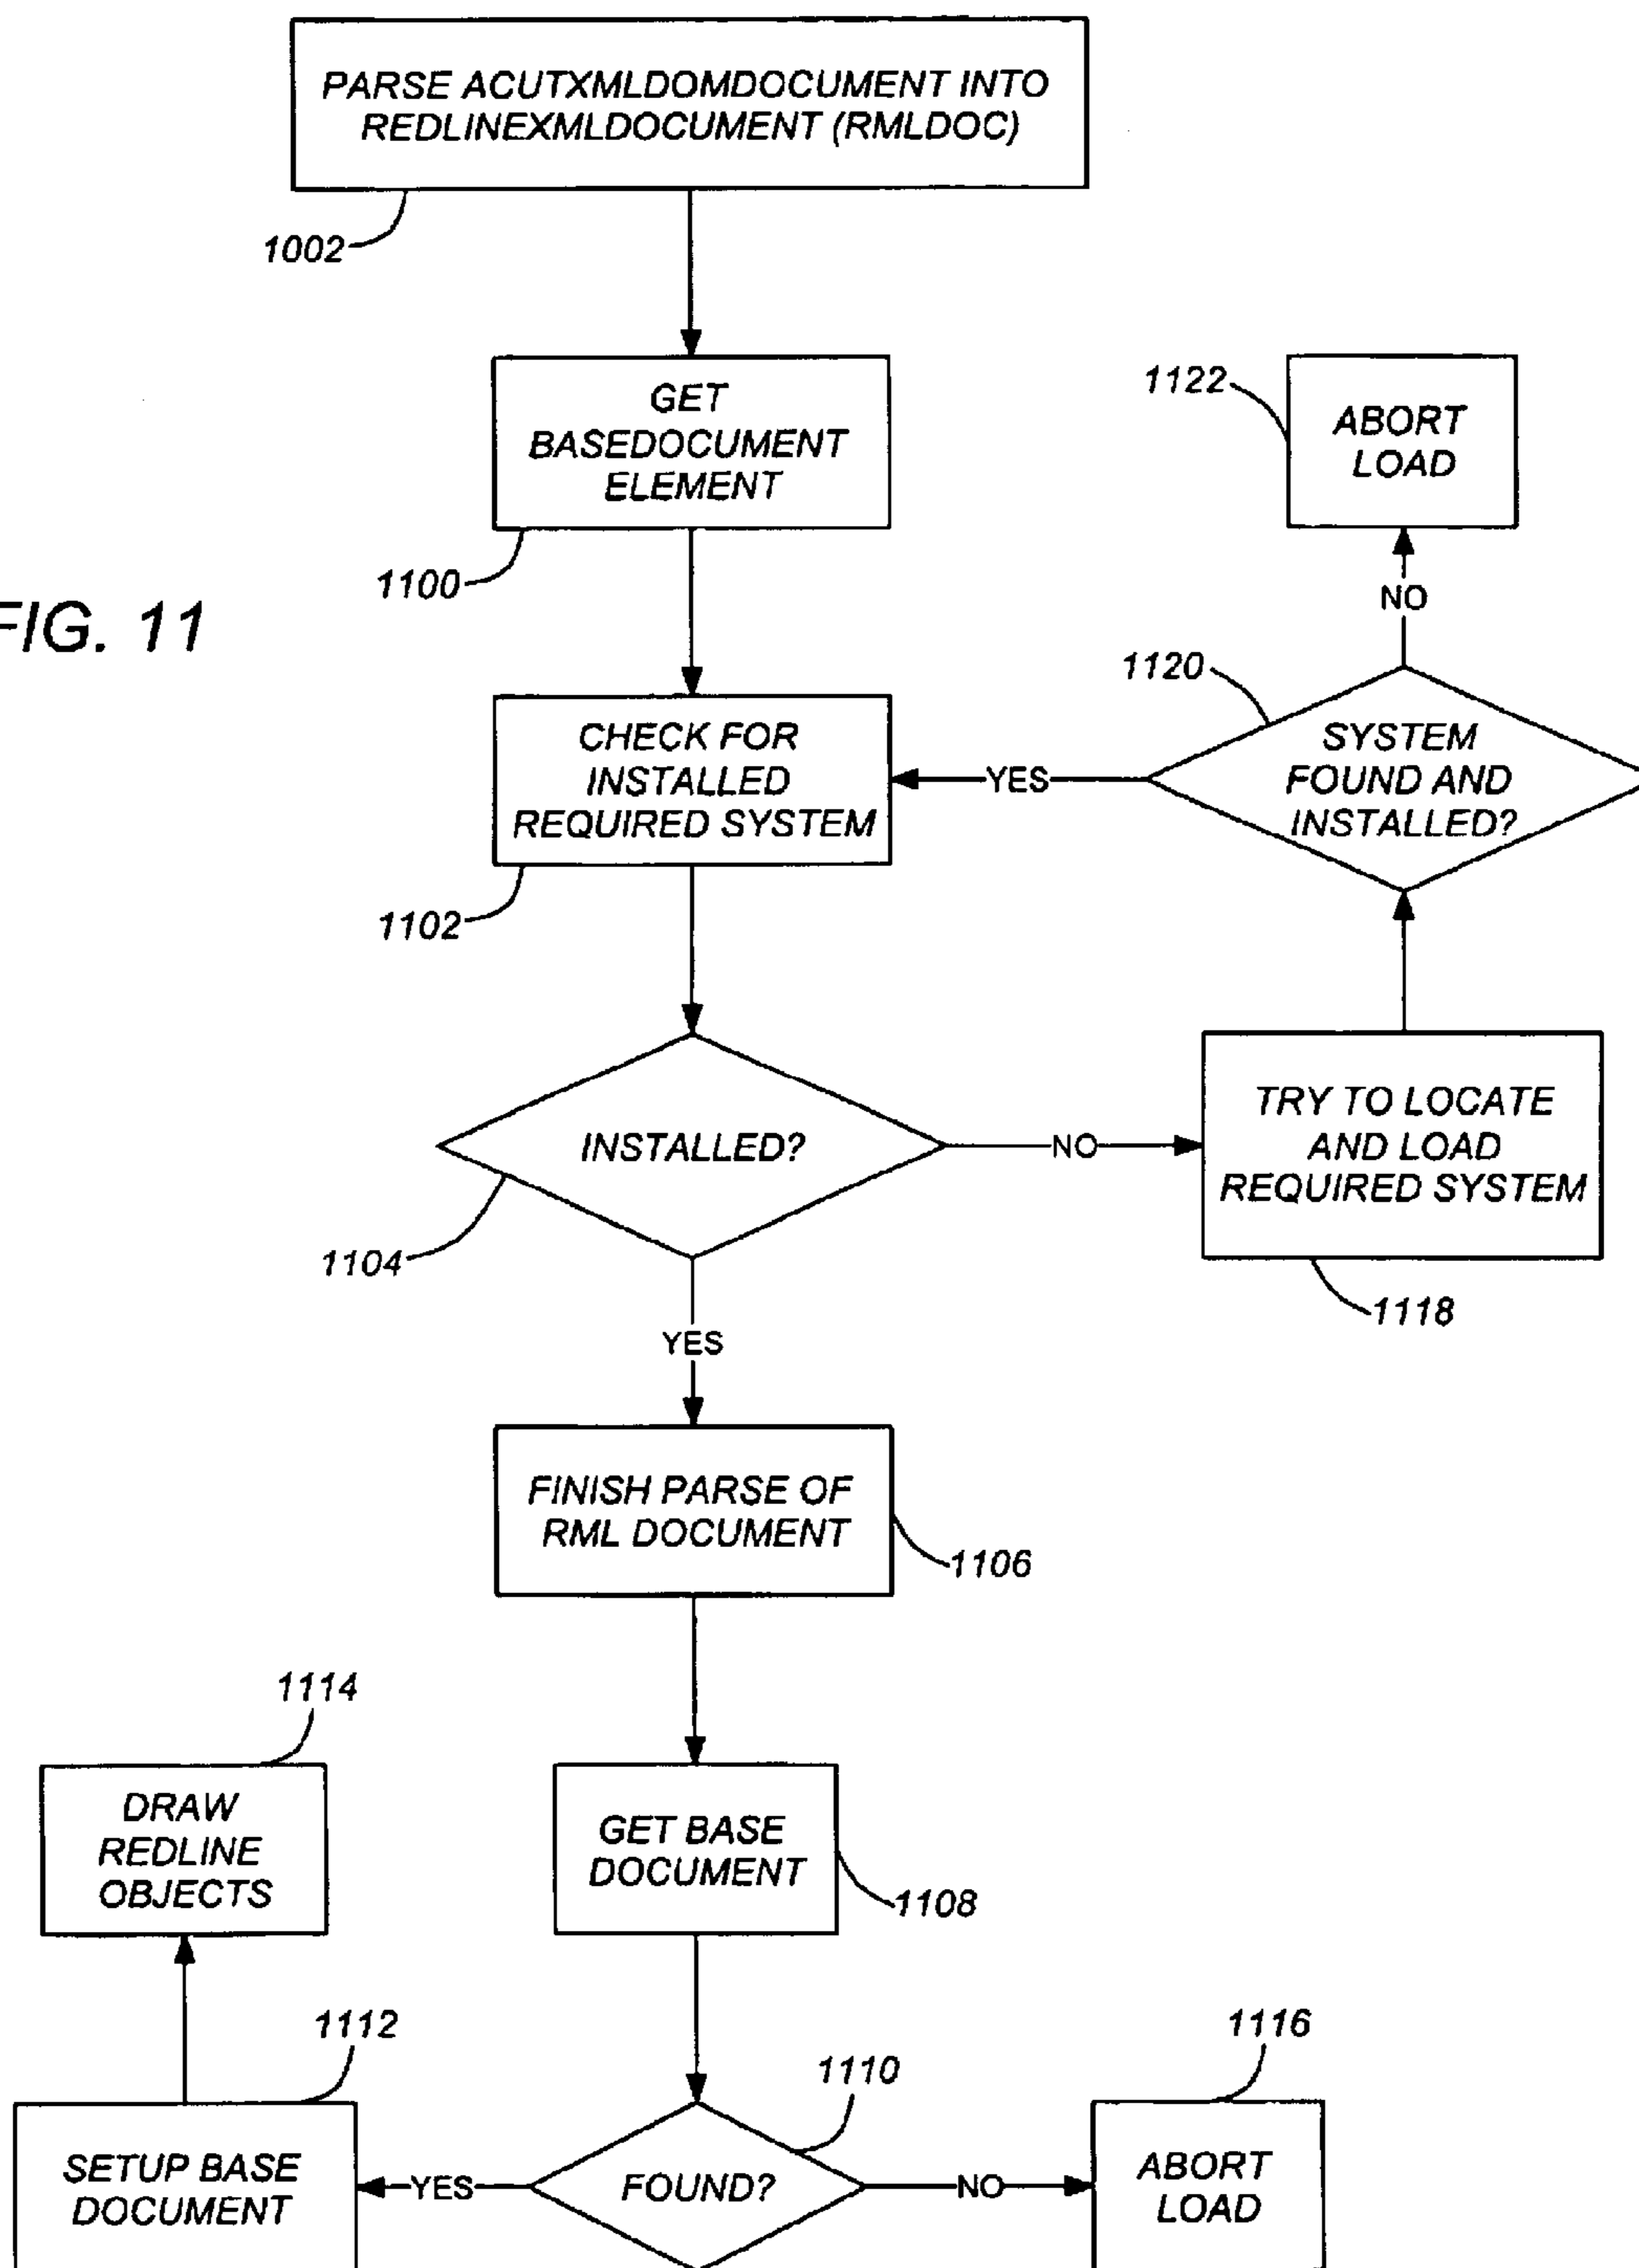 PARSE ACUTXMLDOMDOCUMENT INTO
REDLINEXMLDOCUMENT (RMLDOC)
1002
GET
BASEDOCUMENT
ELEMENT
1100
1122
ABORT
LOAD
NO
FIG. 11
1120
SYSTEM
FOUND AND
INSTALLED?
YES
CHECK FOR
INSTALLED
REQUIRED SYSTEM
1102
INSTALLED?
NO
1104
TRY TO LOCATE
AND LOAD
REQUIRED SYSTEM
1118
YES
FINISH PARSE OF
RML DOCUMENT
1106
1114
DRAW
REDLINE
OBJECTS
GET BASE
DOCUMENT
1108
1112
1110
1116
SETUP BASE
DOCUMENT
YES
FOUND?
NO
ABORT
LOAD